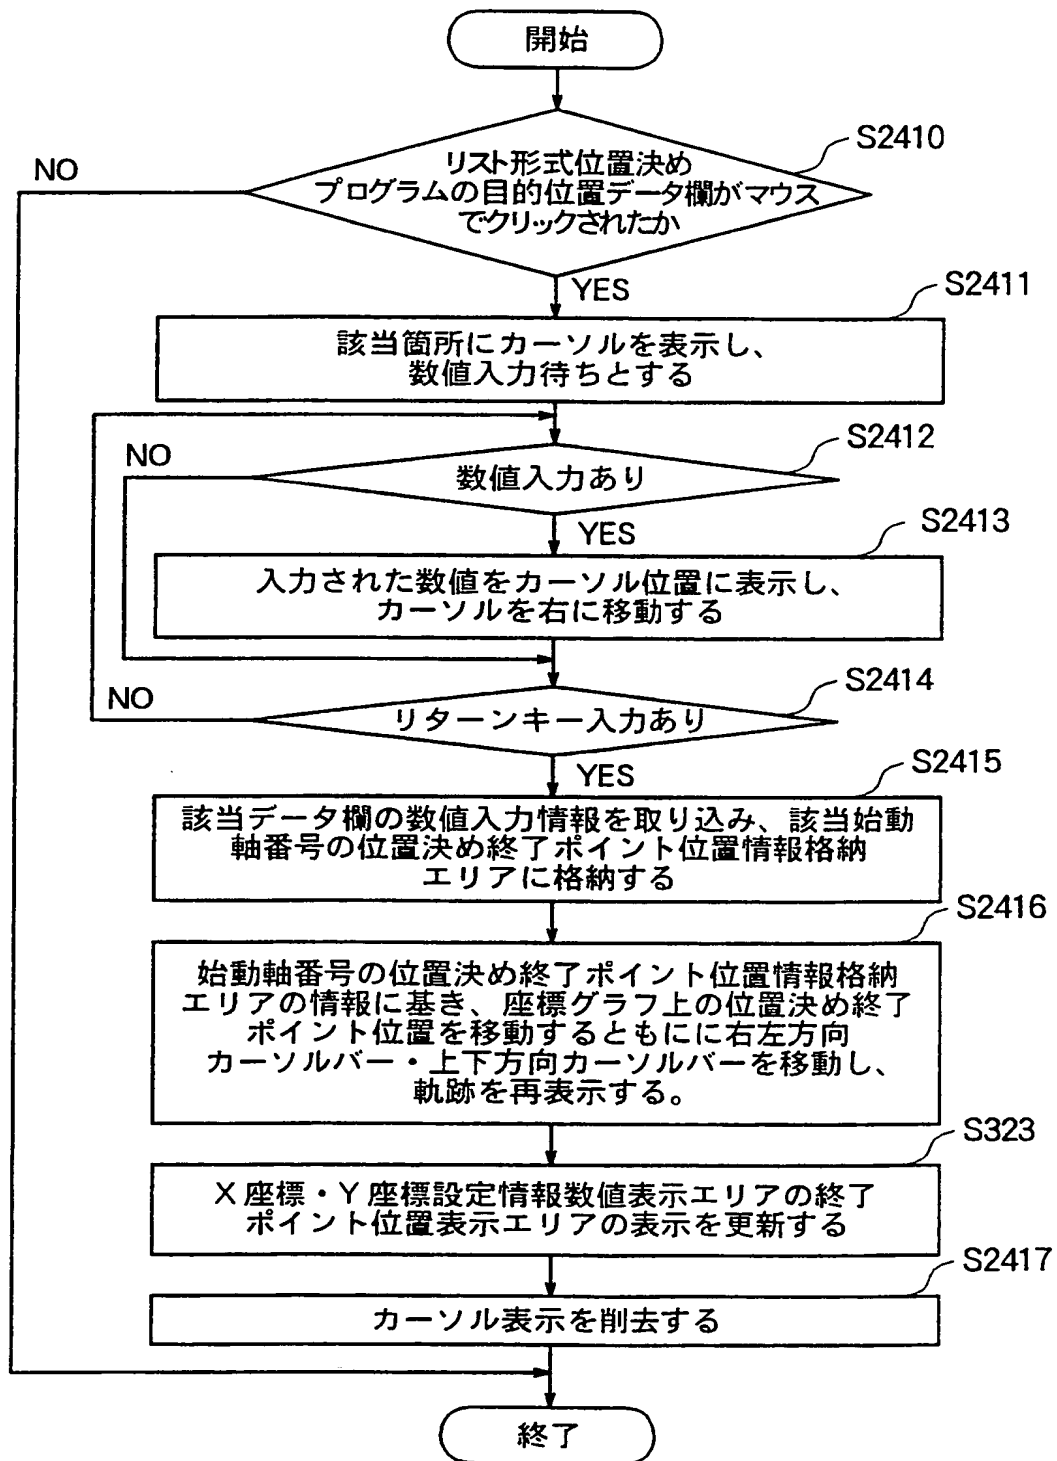 開始
S2410
NO
リスト形式位置決め
プログラムの目的位置データ欄がマウス
でクリックされたか
YES
S2411
該当箇所にカーソルを表示し、
数値入力待ちとする
S2412
NO
数値入力あり
YES
S2413
入力された数値をカーソル位置に表示し、
カーソルを右に移動する
S2414
NO
リターンキー入力あり
YES
S2415
該当データ欄の数値入力情報を取り込み、該当始動
軸番号の位置決め終了ポイント位置情報格納
エリアに格納する
S2416
始動軸番号の位置決め終了ポイント位置情報格納
エリアの情報に基き、座標グラフ上の位置決め終了
ポイント位置を移動するともにに右左方向
カーソルバー・上下方向カーソルバーを移動し、
軌跡を再表示する。
S323
X座標・Y座標設定情報数値表示エリアの終了
ポイント位置表示エリアの表示を更新する
S2417
カーソル表示を削去する
終了